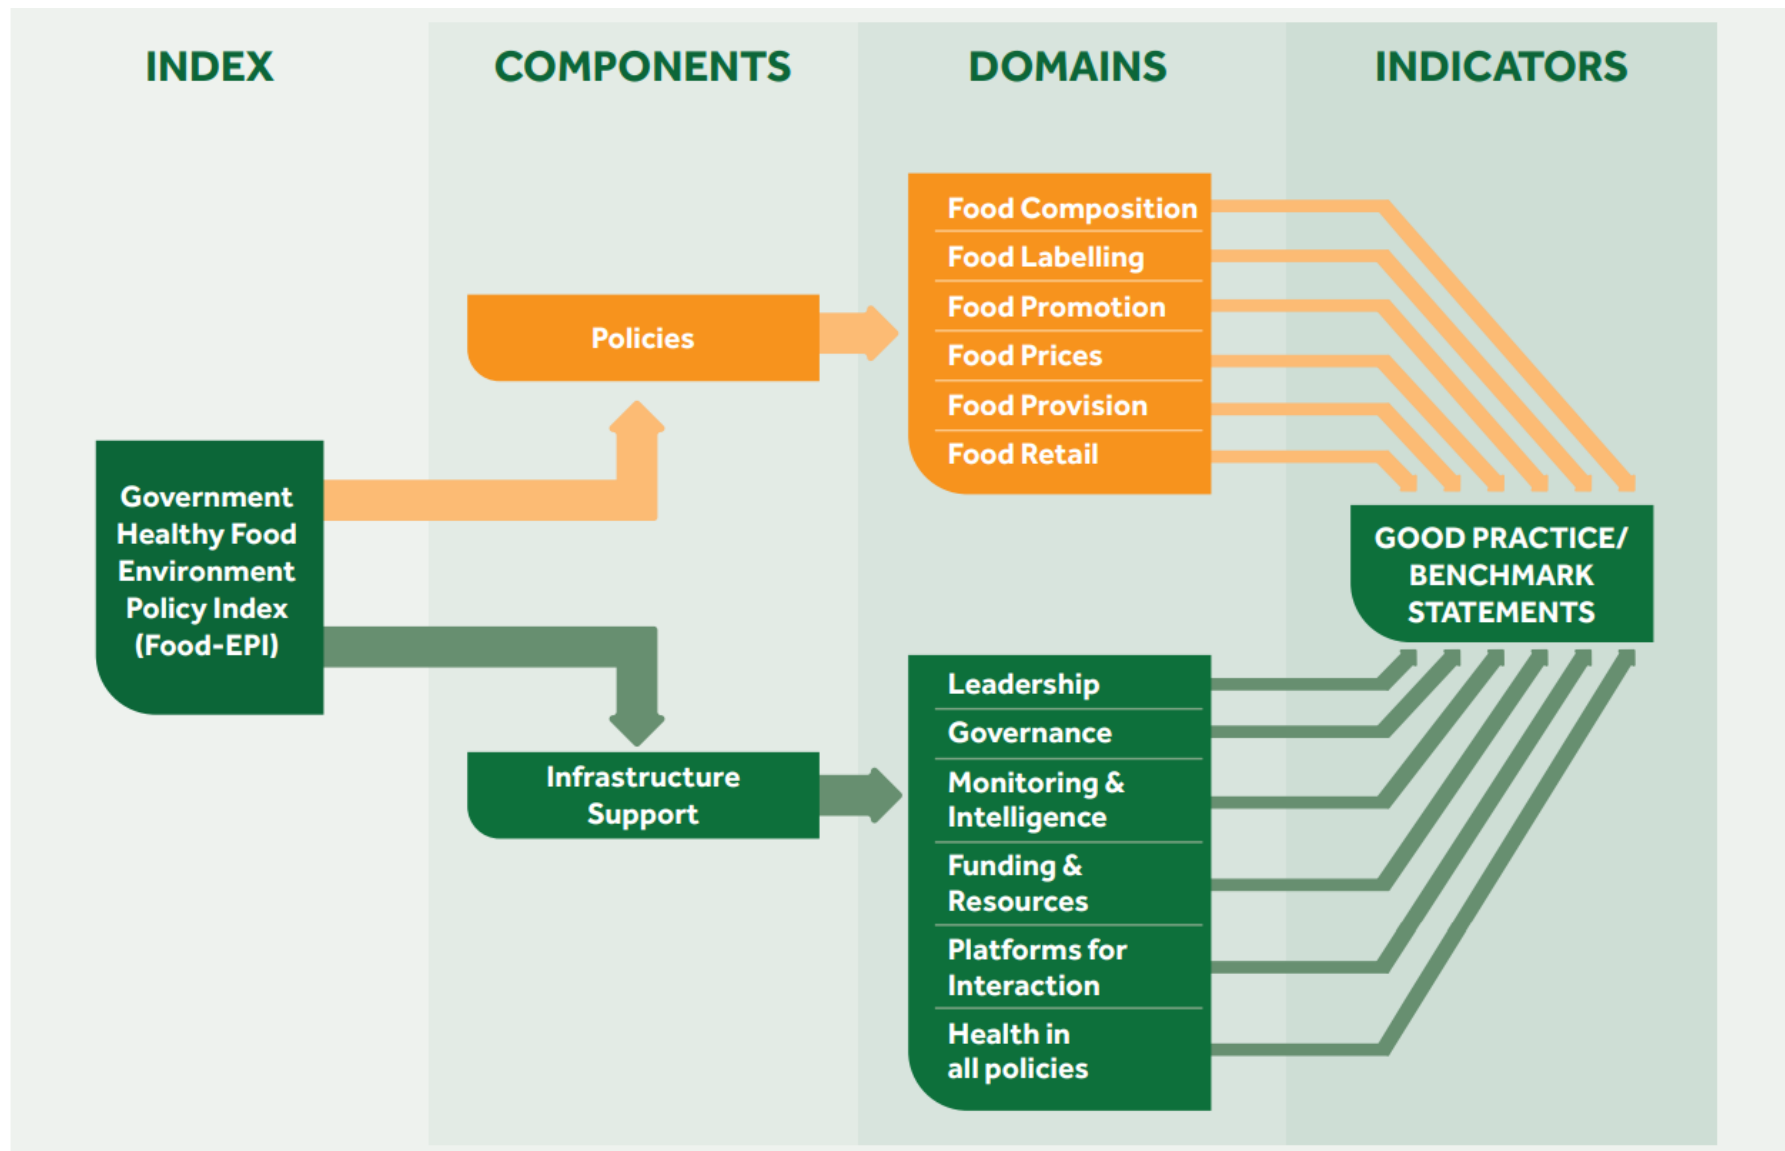 INDEX
COMPONENTS
DOMAINS
INDICATORS
Government
Healthy Food
Environment
Policy Index
(Food-EPI)
Policies
Infrastructure
Support
Food Composition
Food Labelling
Food Promotion
Food Prices
Food Provision
Food Retail
Leadership
Governance
Monitoring &
Intelligence
Funding &
Resources
Platforms for
Interaction
Health in
all policies
GOOD PRACTICE/
BENCHMARK
STATEMENTS